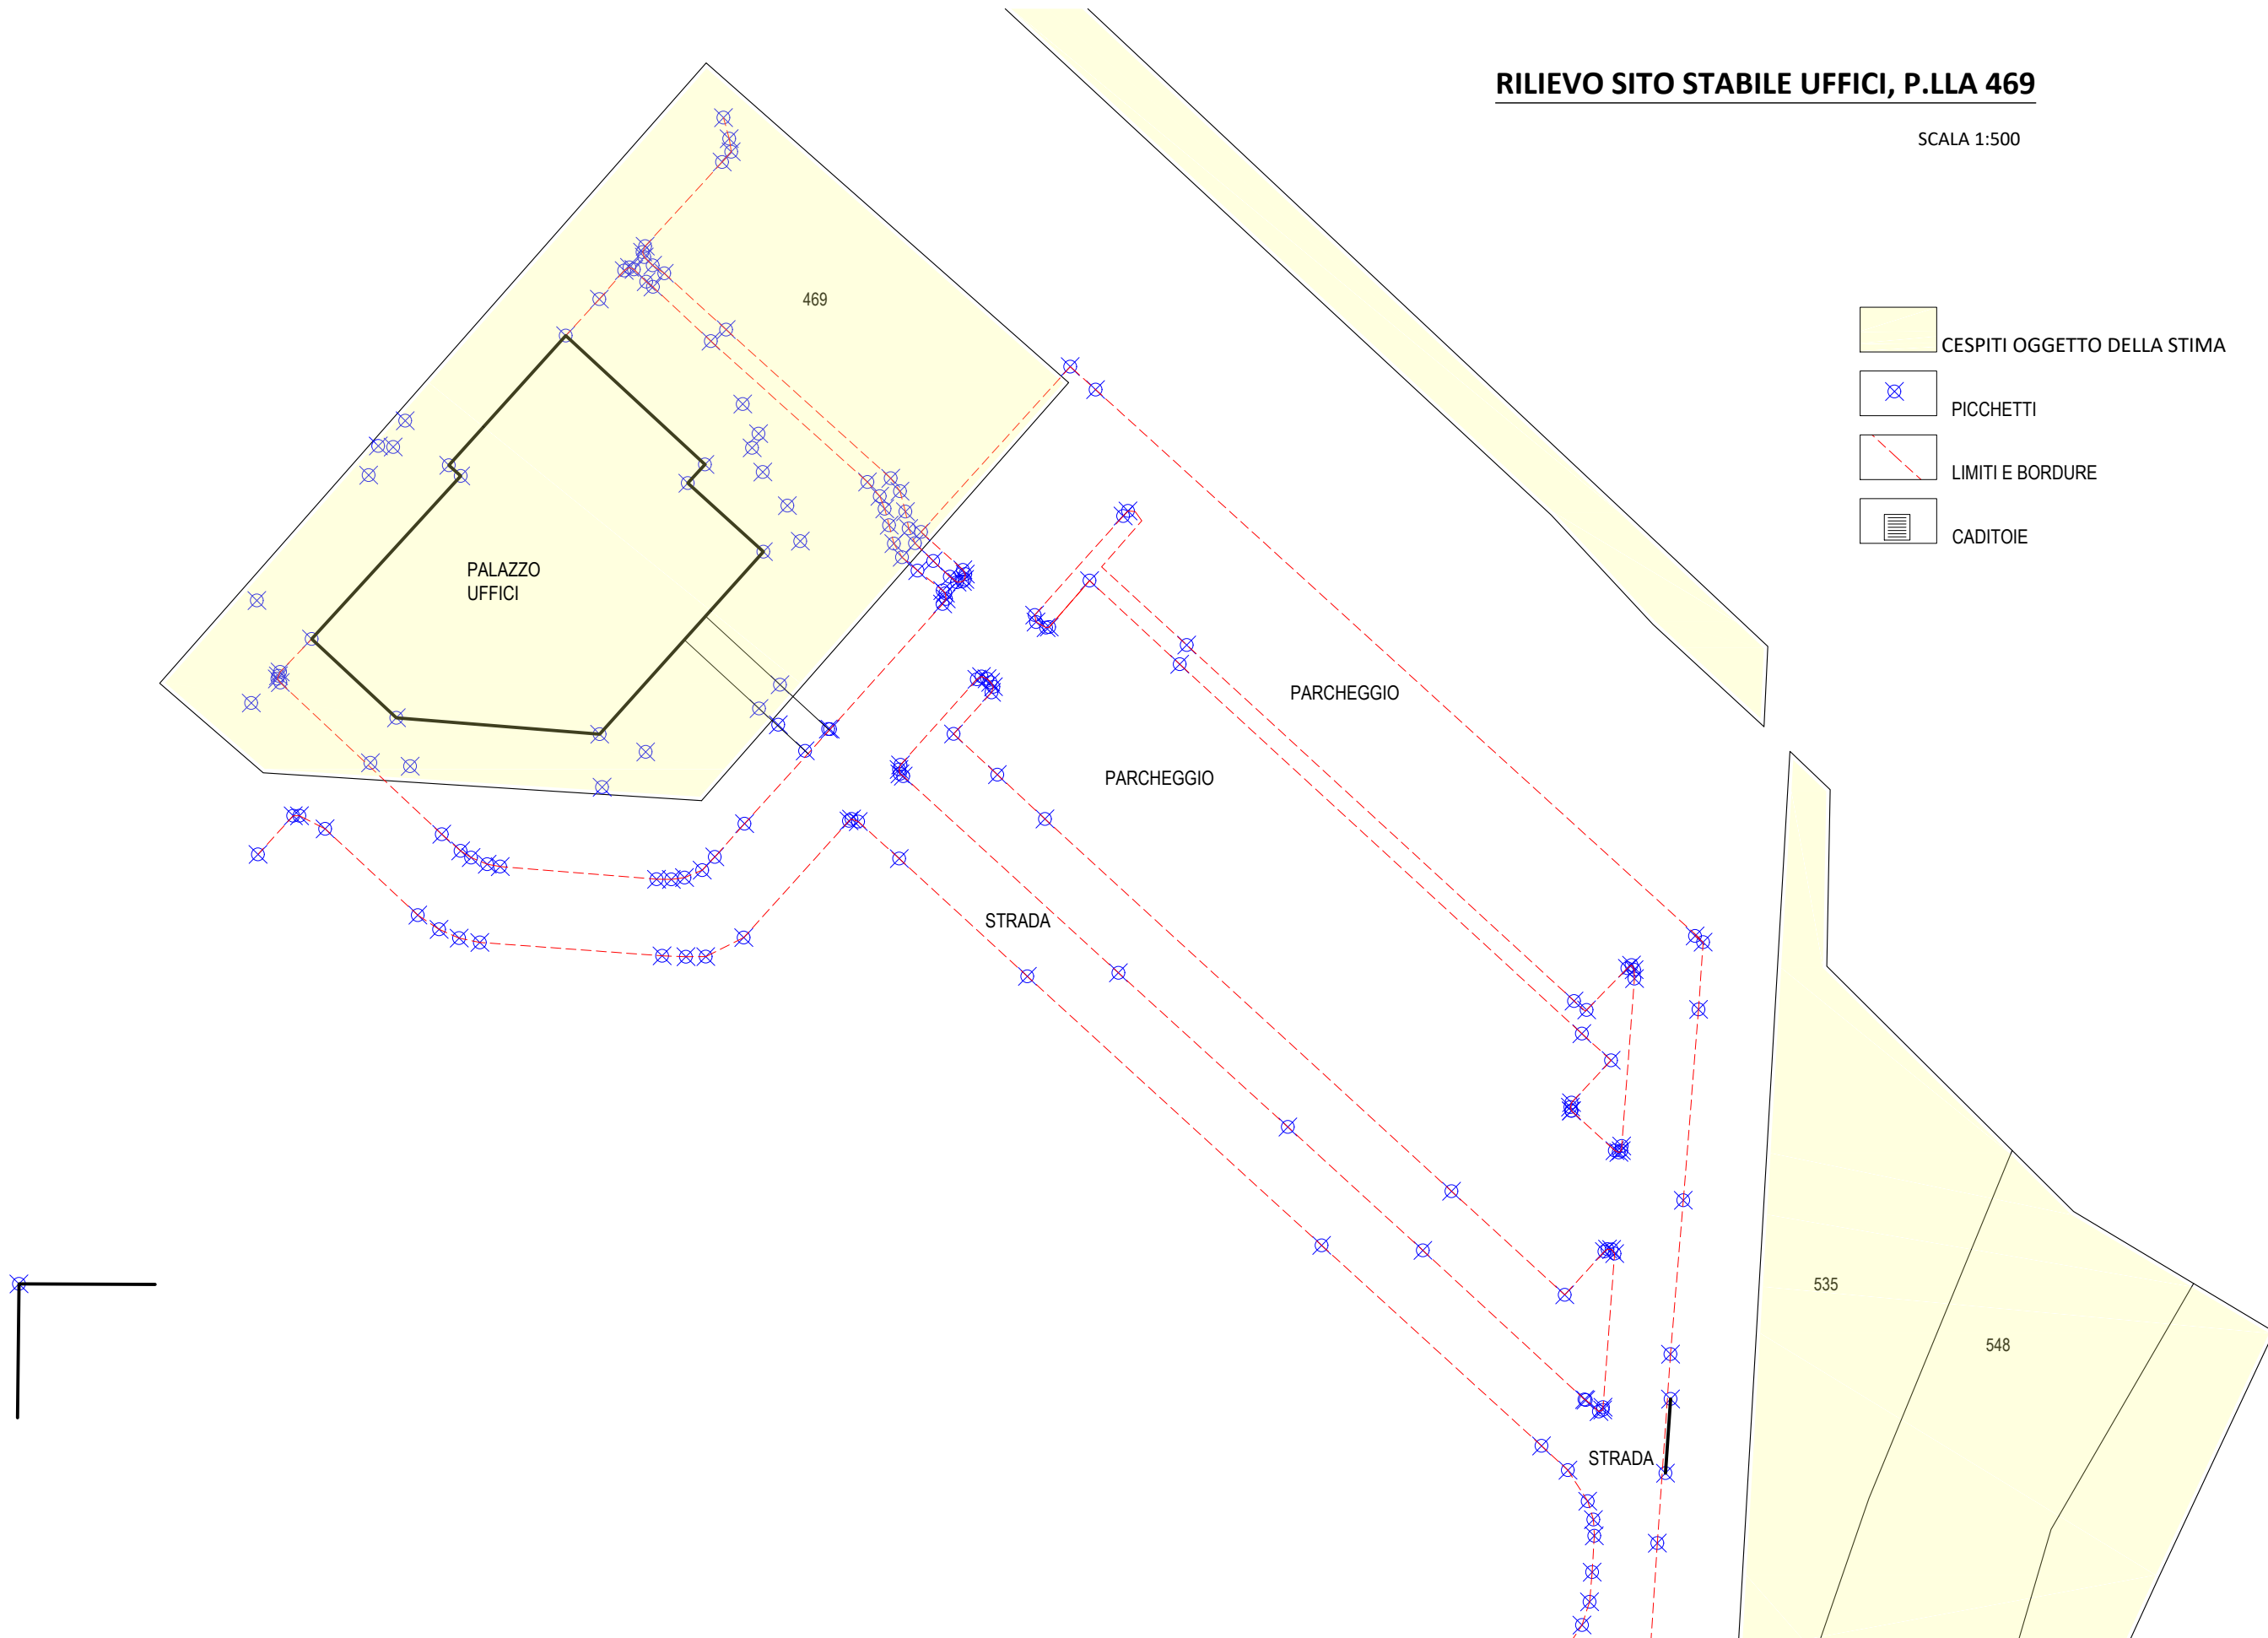 RILIEVO SITO STABILE UFFICI, P.LLA 469
SCALA 1:500
469
CESPITI OGGETTO DELLA STIMA
PICCHETTI
LIMITI E BORDURE
CADITOIE
PALAZZO
UFFICI
PARCHEGGIO
PARCHEGGIO
STRADA
535
548
STRADA